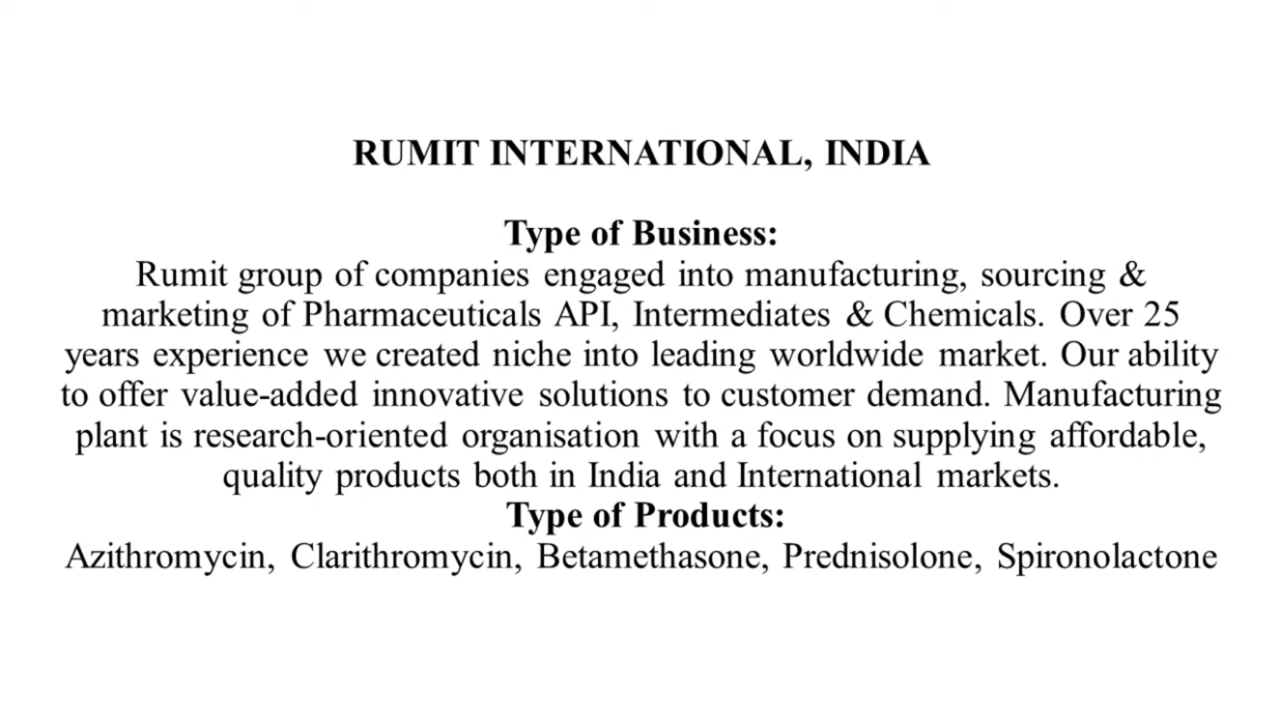 RUMIT INTERNATIONAL, INDIA
Type of Business:
Rumit group of companies engaged into manufacturing, sourcing &
marketing of Pharmaceuticals API, Intermediates & Chemicals. Over 25
years experience we created niche into leading worldwide market. Our ability
to offer value-added innovative solutions to customer demand. Manufacturing
plant is research-oriented organisation with a focus on supplying affordable,
quality products both in India and International markets.
Type of Products:
Azithromycin, Clarithromycin, Betamethasone, Prednisolone, Spironolactone